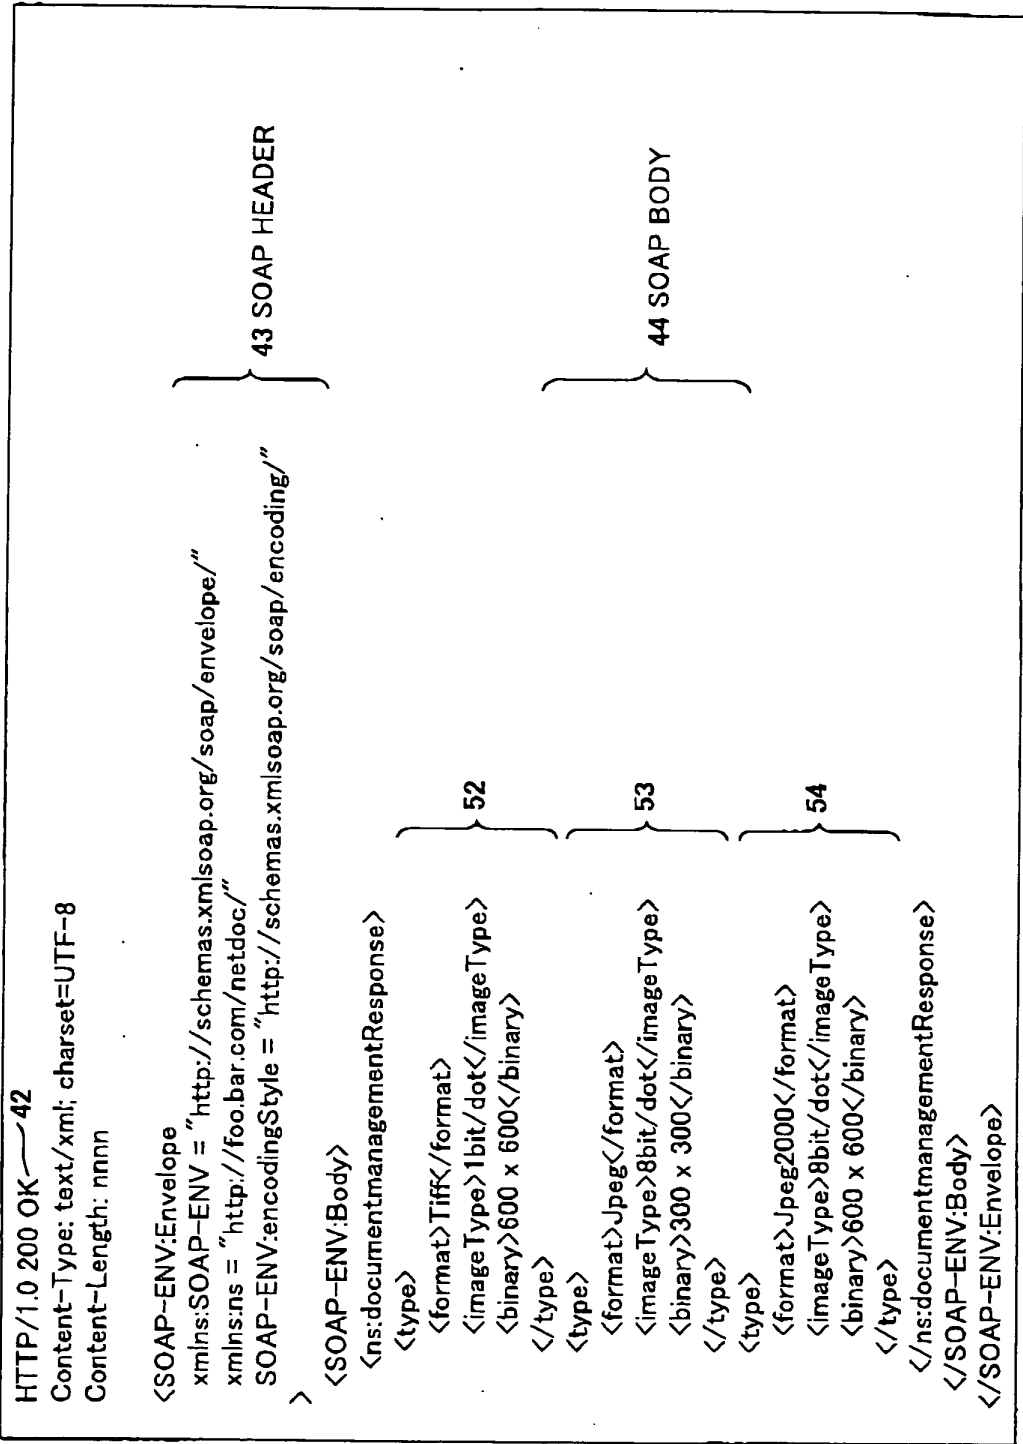 HTTP/1.0 200 OK 42
Content-Type: text/xml; charset=UTF-8
Content-Length: nnnn
<SOAP-ENV:Envelope
xmlns:SOAP-ENV = "http://schemas.xmlsoap.org/soap/envelope/"
xmlns:ns = "http://foo.bar.com/netdoc/"
SOAP-ENV:encodingStyle = "http://schemas.xmlsoap.org/soap/encoding/"
>
43 SOAP HEADER
<SOAP-ENV:Body>
<ns:documentmanagementResponse>
<type>
<format>Tiff</format>
<imageType>1bit/dot</imageType>
<binary>600 x 600</binary>
</type>
52
<type>
<format>Jpeg</format>
<imageType>8bit/dot</imageType>
<binary>300 x 300</binary>
</type>
53
<type>
<format>Jpeg2000</format>
<imageType>8bit/dot</imageType>
<binary>600 x 600</binary>
</type>
54
</ns:documentmanagementResponse>
</SOAP-ENV:Body>
</SOAP-ENV:Envelope>
44 SOAP BODY